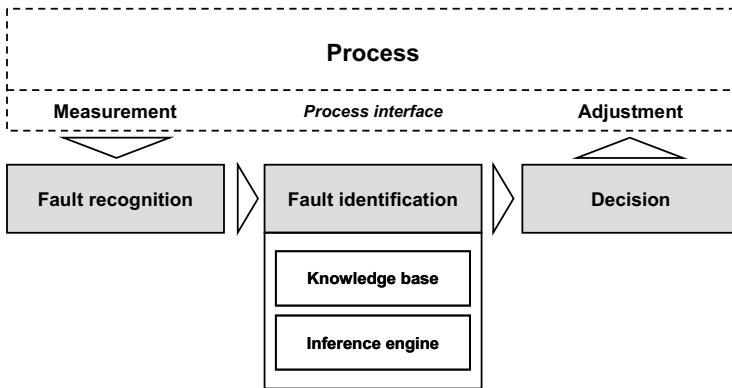 Process
Measurement
Process interface
Adjustment
Fault recognition
Fault identification
Decision
Knowledge base
Inference engine